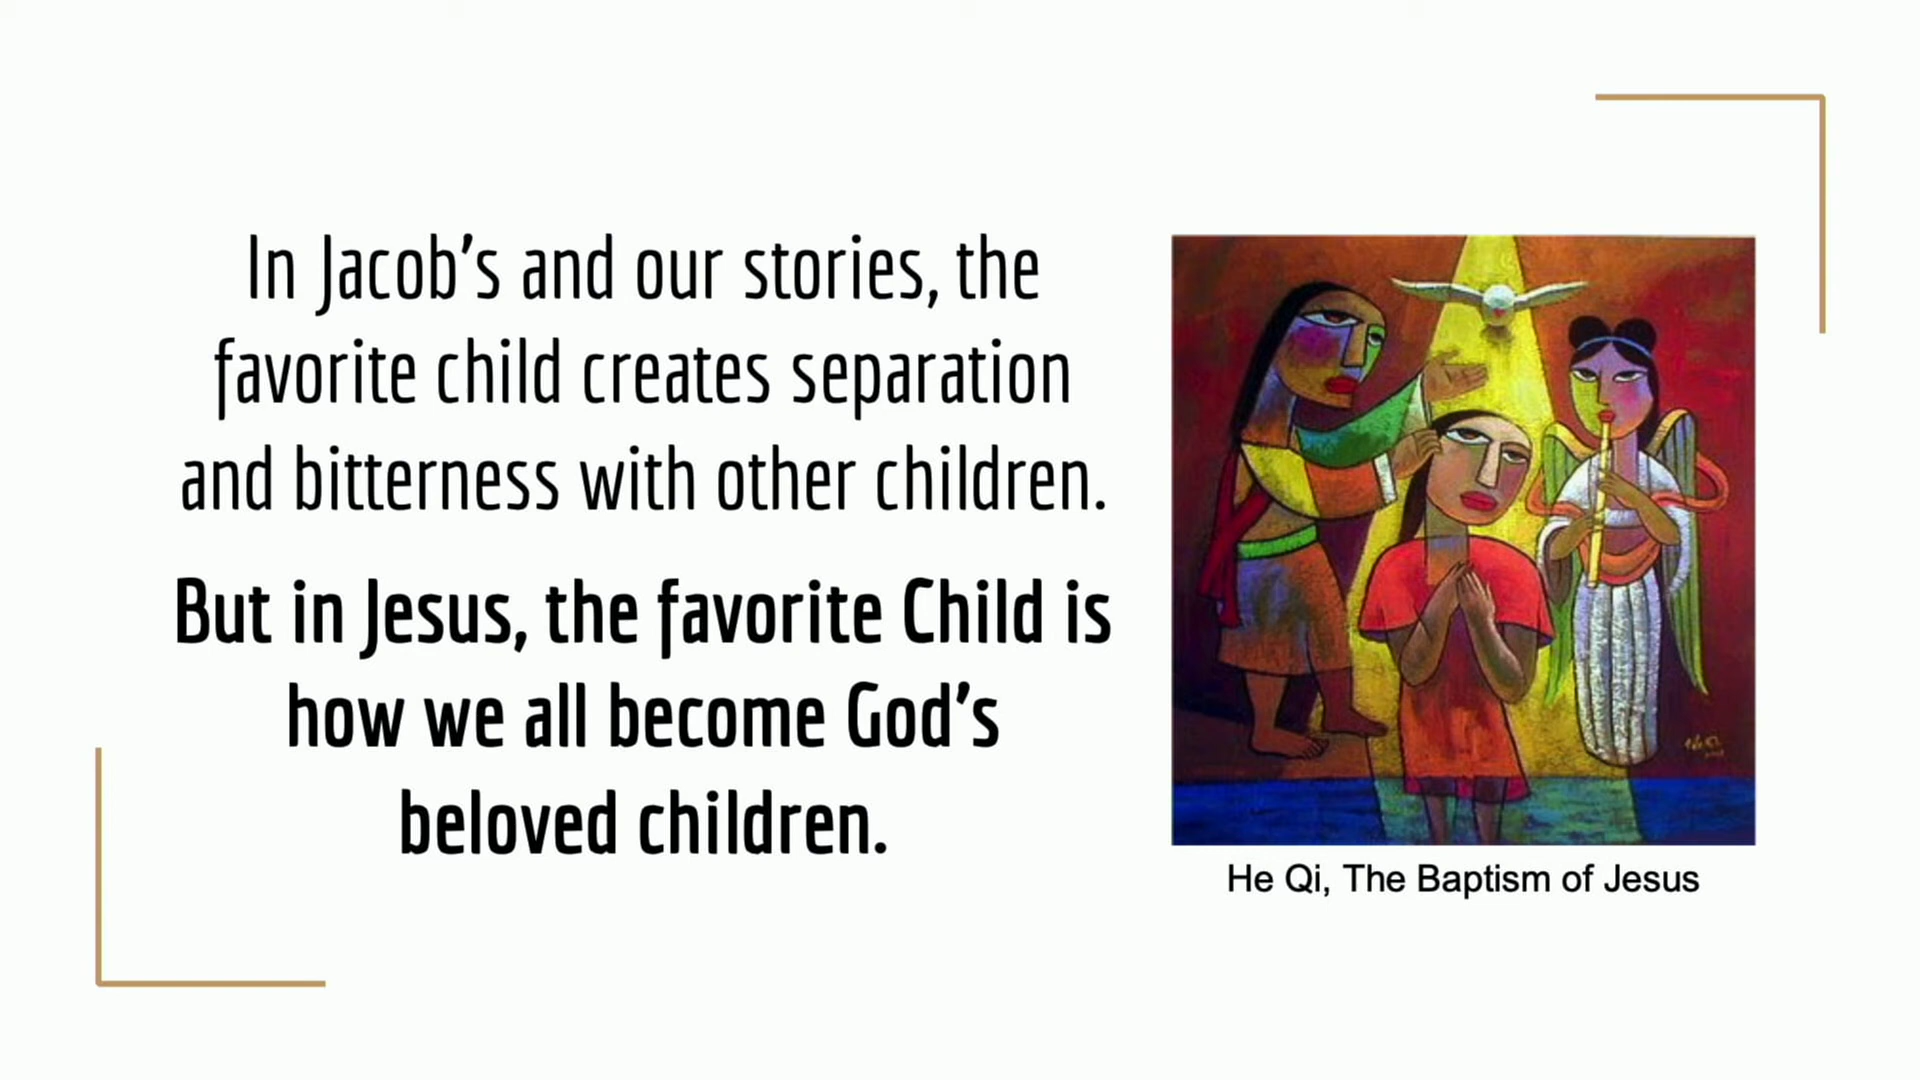 In Jacob’s and our stories, the
favorite child creates separation
and bitterness with other children.
But in Jesus, the favorite Child is
how we all become God’s
beloved children.
He Qi, The Baptism of Jesus